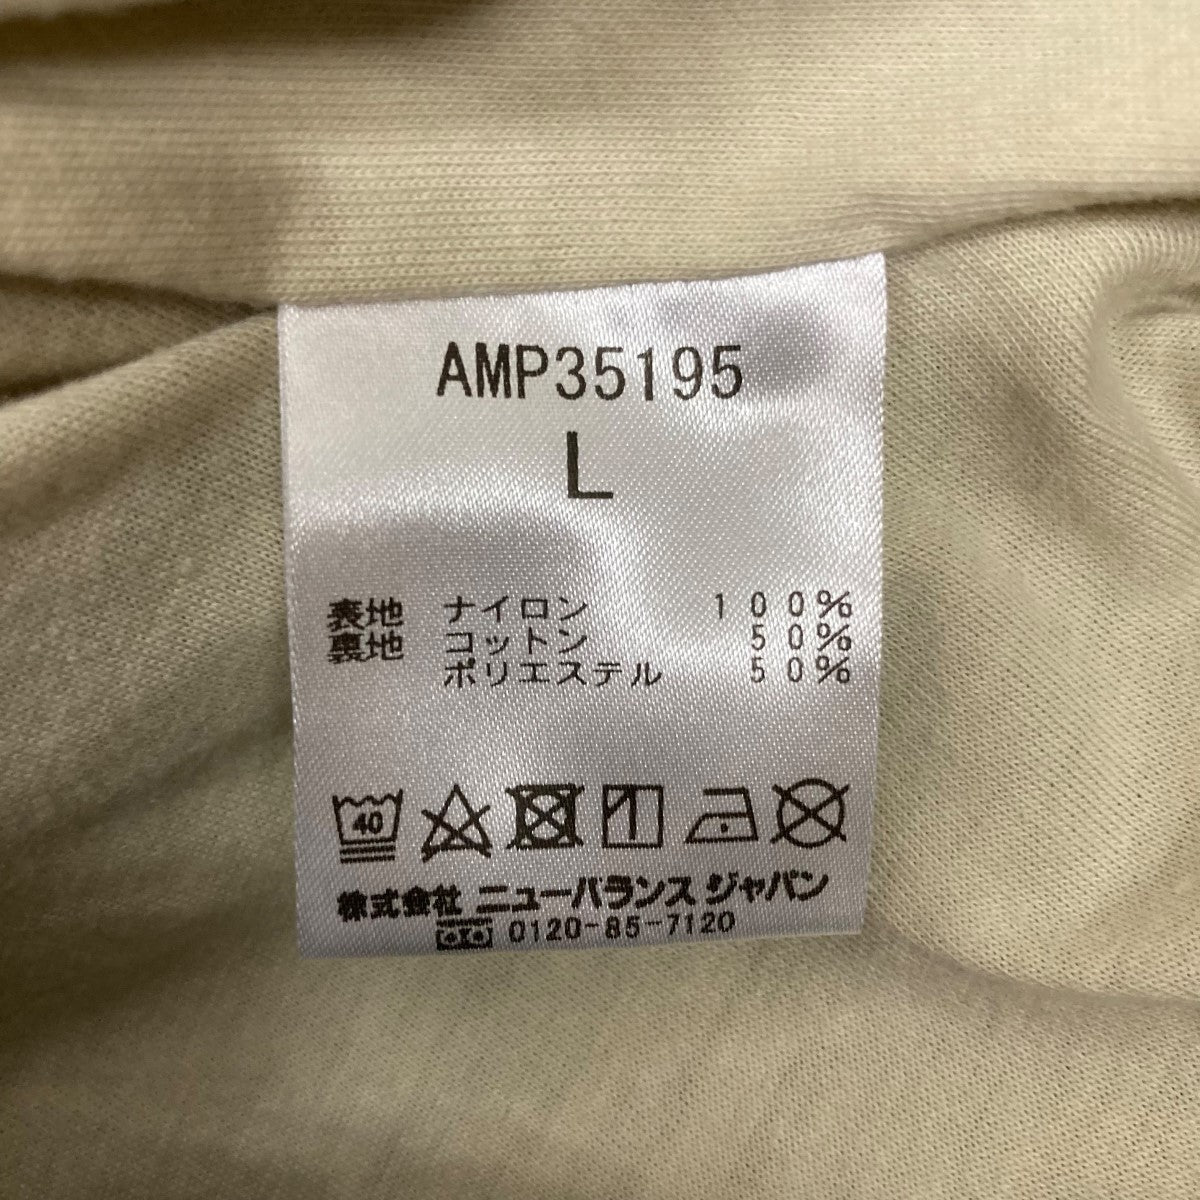 AMP35195
L
表地 ナイロン 100%
裏地 コットン 50%
ポリエステル 50%
40
株式会社 ニューバランス ジャパン
0120-85-7120